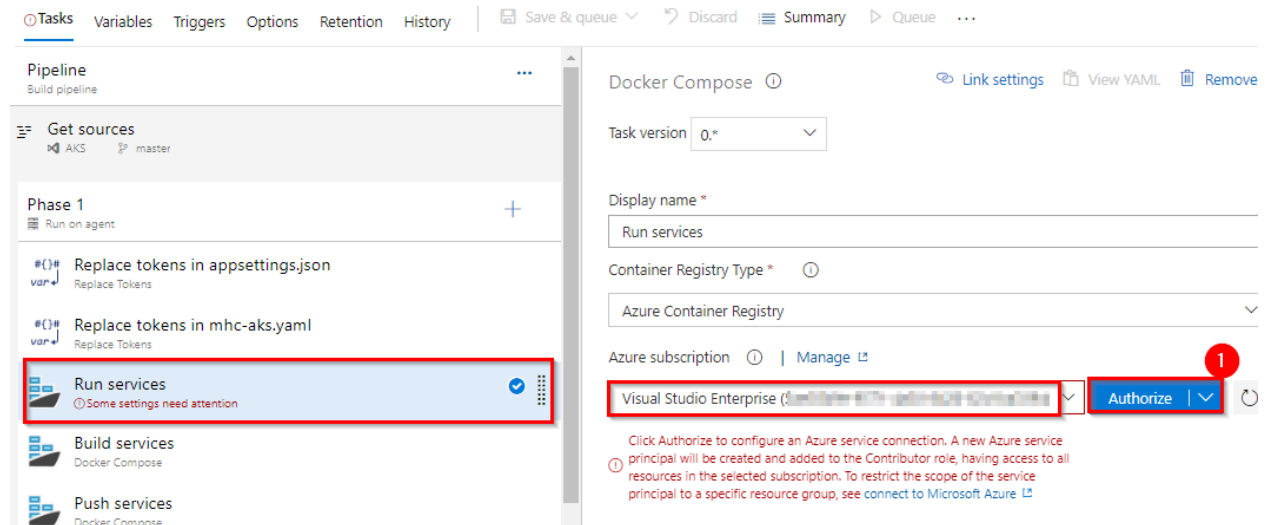 Tasks Variables Triggers Options Retention History Save & queue Discard Summary Queue ...
Pipeline
Build pipeline
Get sources
AKS master
Phase 1
Run on agent
#{}# Replace tokens in appsettings.json
var Replace Tokens
#{}# Replace tokens in mhc-aks.yaml
var Replace Tokens
Run services
Some settings need attention
Build services
Docker Compose
Push services
Docker Compose
Docker Compose Link settings View YAML Remove
Task version 0.*
Display name *
Run services
Container Registry Type *
Azure Container Registry
Azure subscription | Manage
1
Visual Studio Enterprise ( Authorize
Click Authorize to configure an Azure service connection. A new Azure service
principal will be created and added to the Contributor role, having access to all
resources in the selected subscription. To restrict the scope of the service
principal to a specific resource group, see connect to Microsoft Azure